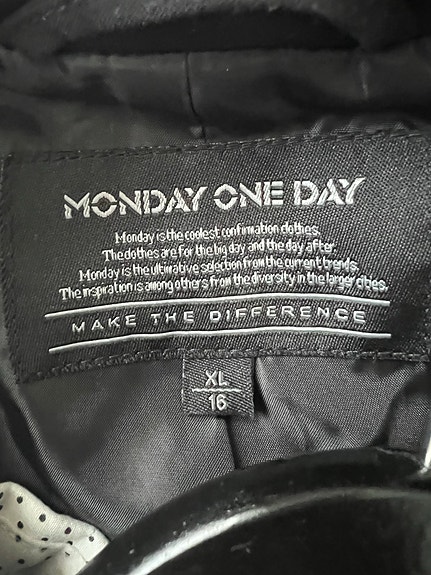 MONDAY ONE DAY
Monday is the coolest confirmation clothes.
The clothes are for the big day and the day after.
Monday is the ultimative selection from the current trends.
The inspiration is among others from the diversity in the larger cities.
MAKE THE DIFFERENCE
XL
16